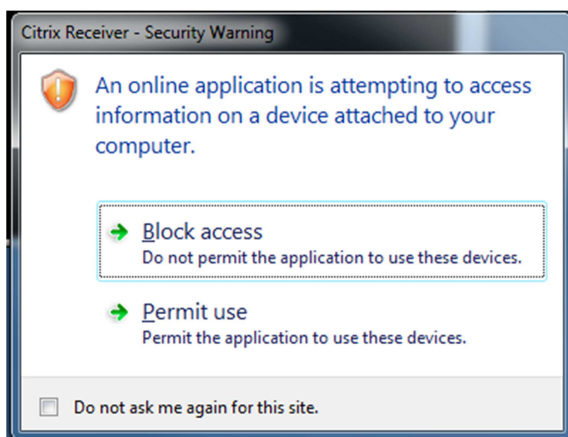 Citrix Receiver - Security Warning
An online application is attempting to access
information on a device attached to your
computer.
Block access
Do not permit the application to use these devices.
Permit use
Permit the application to use these devices.
Do not ask me again for this site.